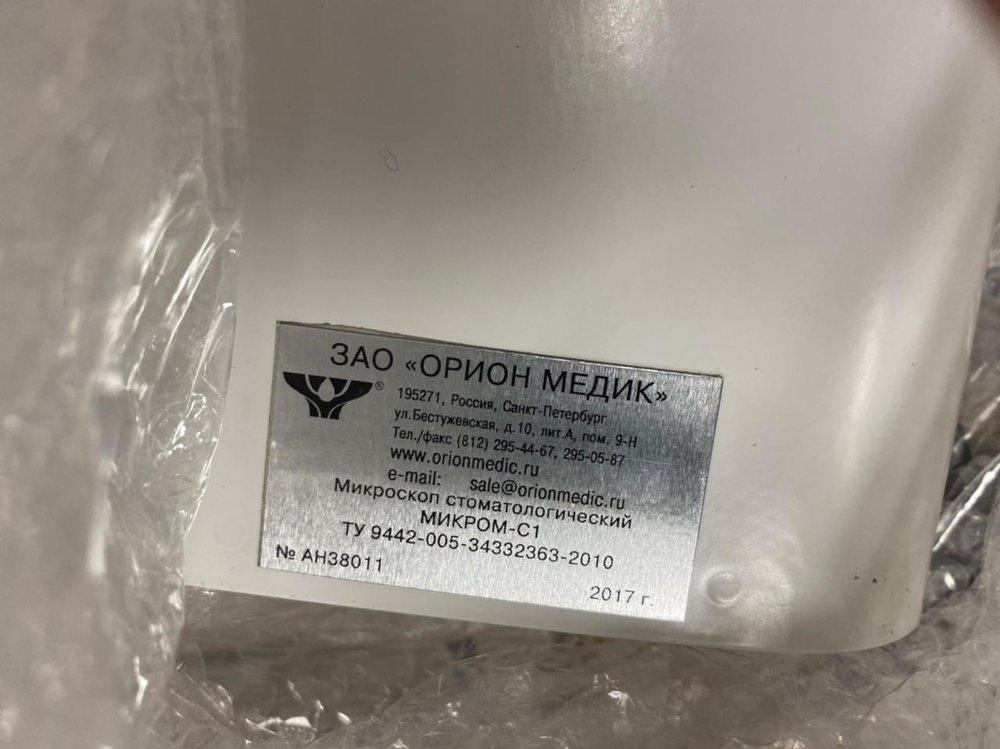 ЗАО «ОРИОН МЕДИК»
®
195271, Россия, Санкт-Петербург
ул.Бестужевская, д.10, лит.А, пом. 9-Н
Тел./факс (812) 295-44-67, 295-05-87
www.orionmedic.ru
e-mail: sale@orionmedic.ru
Микроскоп стоматологический
МИКРОМ-С1
ТУ 9442-005-34332363-2010
№ АН38011
2017 г.